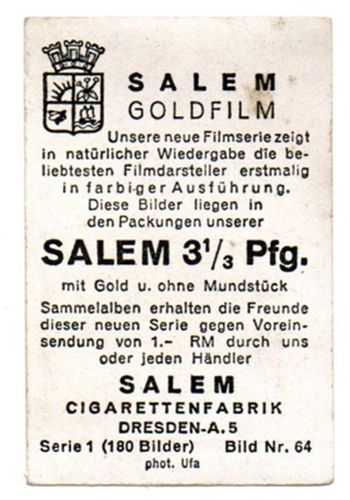 SALEM
GOLDFILM
Unsere neue Filmserie zeigt
in natürlicher Wiedergabe die be-
liebtesten Filmdarsteller erstmalig
in farbiger Ausführung.
Diese Bilder liegen in
den Packungen unserer
SALEM 3 1/3 Pfg.
mit Gold u. ohne Mundstück
Sammelalben erhalten die Freunde
dieser neuen Serie gegen Vorein-
sendung von 1.– RM durch uns
oder jeden Händler
SALEM
CIGARETTENFABRIK
DRESDEN-A. 5
Serie 1 (180 Bilder) Bild Nr. 64
phot. Ufa